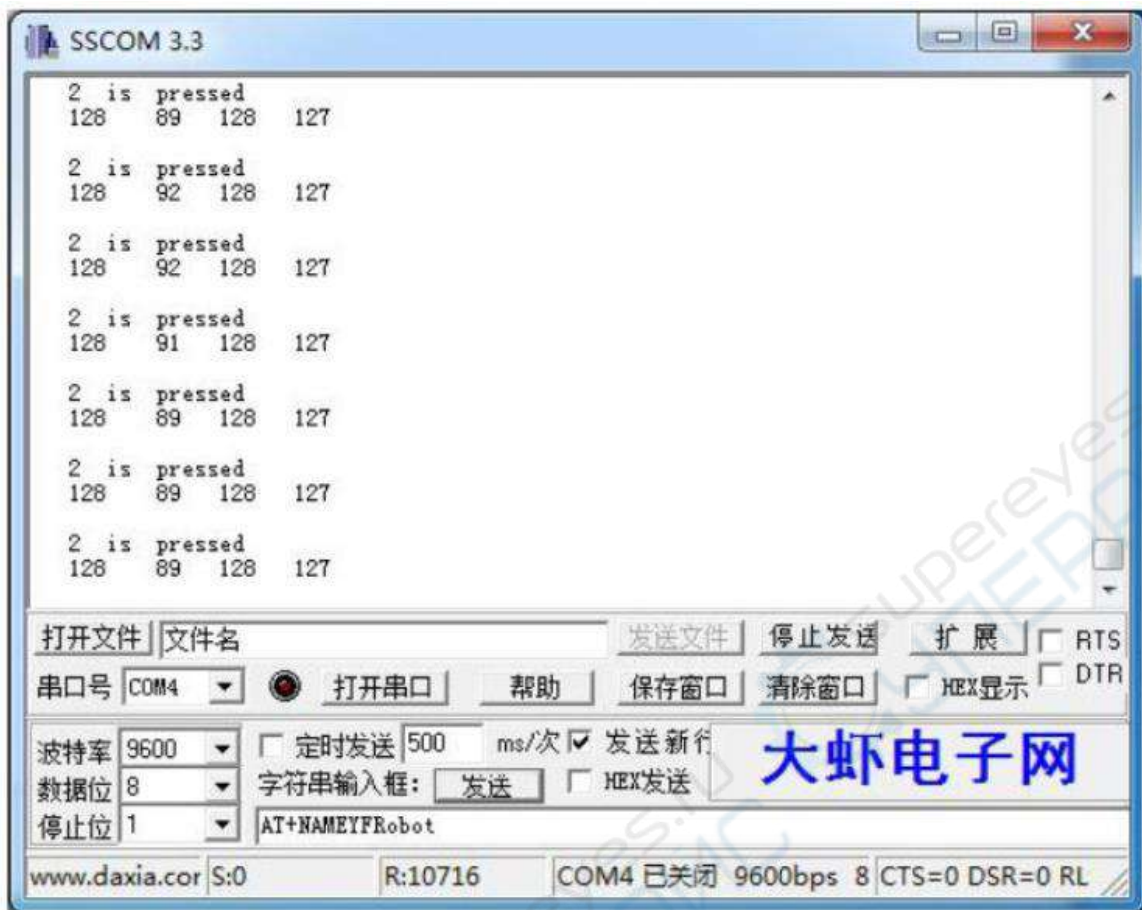 SSCOM 3.3
2 is pressed
128 89 128 127
2 is pressed
128 92 128 127
2 is pressed
128 92 128 127
2 is pressed
128 91 128 127
2 is pressed
128 89 128 127
2 is pressed
128 89 128 127
2 is pressed
128 89 128 127
打开文件 文件名 发送文件 停止发送 扩展 RTS
串口号 COM4 打开串口 帮助 保存窗口 清除窗口 HEX显示 DTR
波特率 9600 定时发送 500 ms/次 发送新行 大虾电子网
数据位 8 字符串输入框: 发送 HEX发送
停止位 1 AT+NAMEYFRobot
www.daxia.cor S:0 R:10716 COM4 已关闭 9600bps 8 CTS=0 DSR=0 RL
supereyes